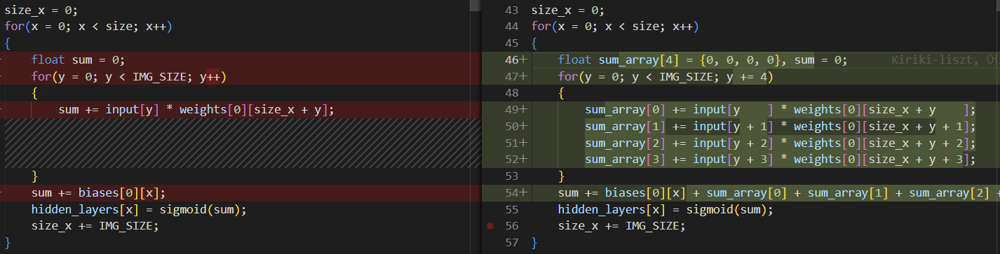 size_x = 0;
for(x = 0; x < size; x++)
{
    float sum = 0;
    for(y = 0; y < IMG_SIZE; y++)
    {
        sum += input[y] * weights[0][size_x + y];
    }
    sum += biases[0][x];
    hidden_layers[x] = sigmoid(sum);
    size_x += IMG_SIZE;
}
43 size_x = 0;
44 for(x = 0; x < size; x++)
45 {
46+     float sum_array[4] = {0, 0, 0, 0}, sum = 0;     Kiriki-liszt,
47+     for(y = 0; y < IMG_SIZE; y += 4)
48     {
49+         sum_array[0] += input[y    ] * weights[0][size_x + y    ];
50+         sum_array[1] += input[y + 1] * weights[0][size_x + y + 1];
51+         sum_array[2] += input[y + 2] * weights[0][size_x + y + 2];
52+         sum_array[3] += input[y + 3] * weights[0][size_x + y + 3];
53     }
54+     sum += biases[0][x] + sum_array[0] + sum_array[1] + sum_array[2] +
55     hidden_layers[x] = sigmoid(sum);
56     size_x += IMG_SIZE;
57 }